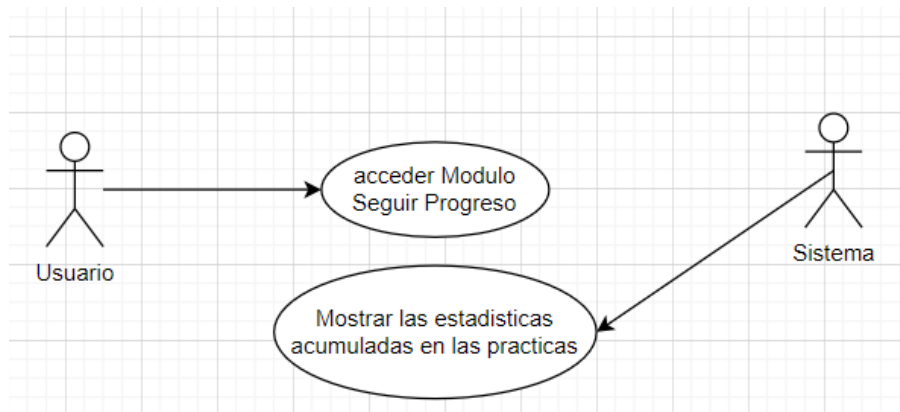 acceder Modulo
Seguir Progreso
Usuario
Sistema
Mostrar las estadisticas
acumuladas en las practicas